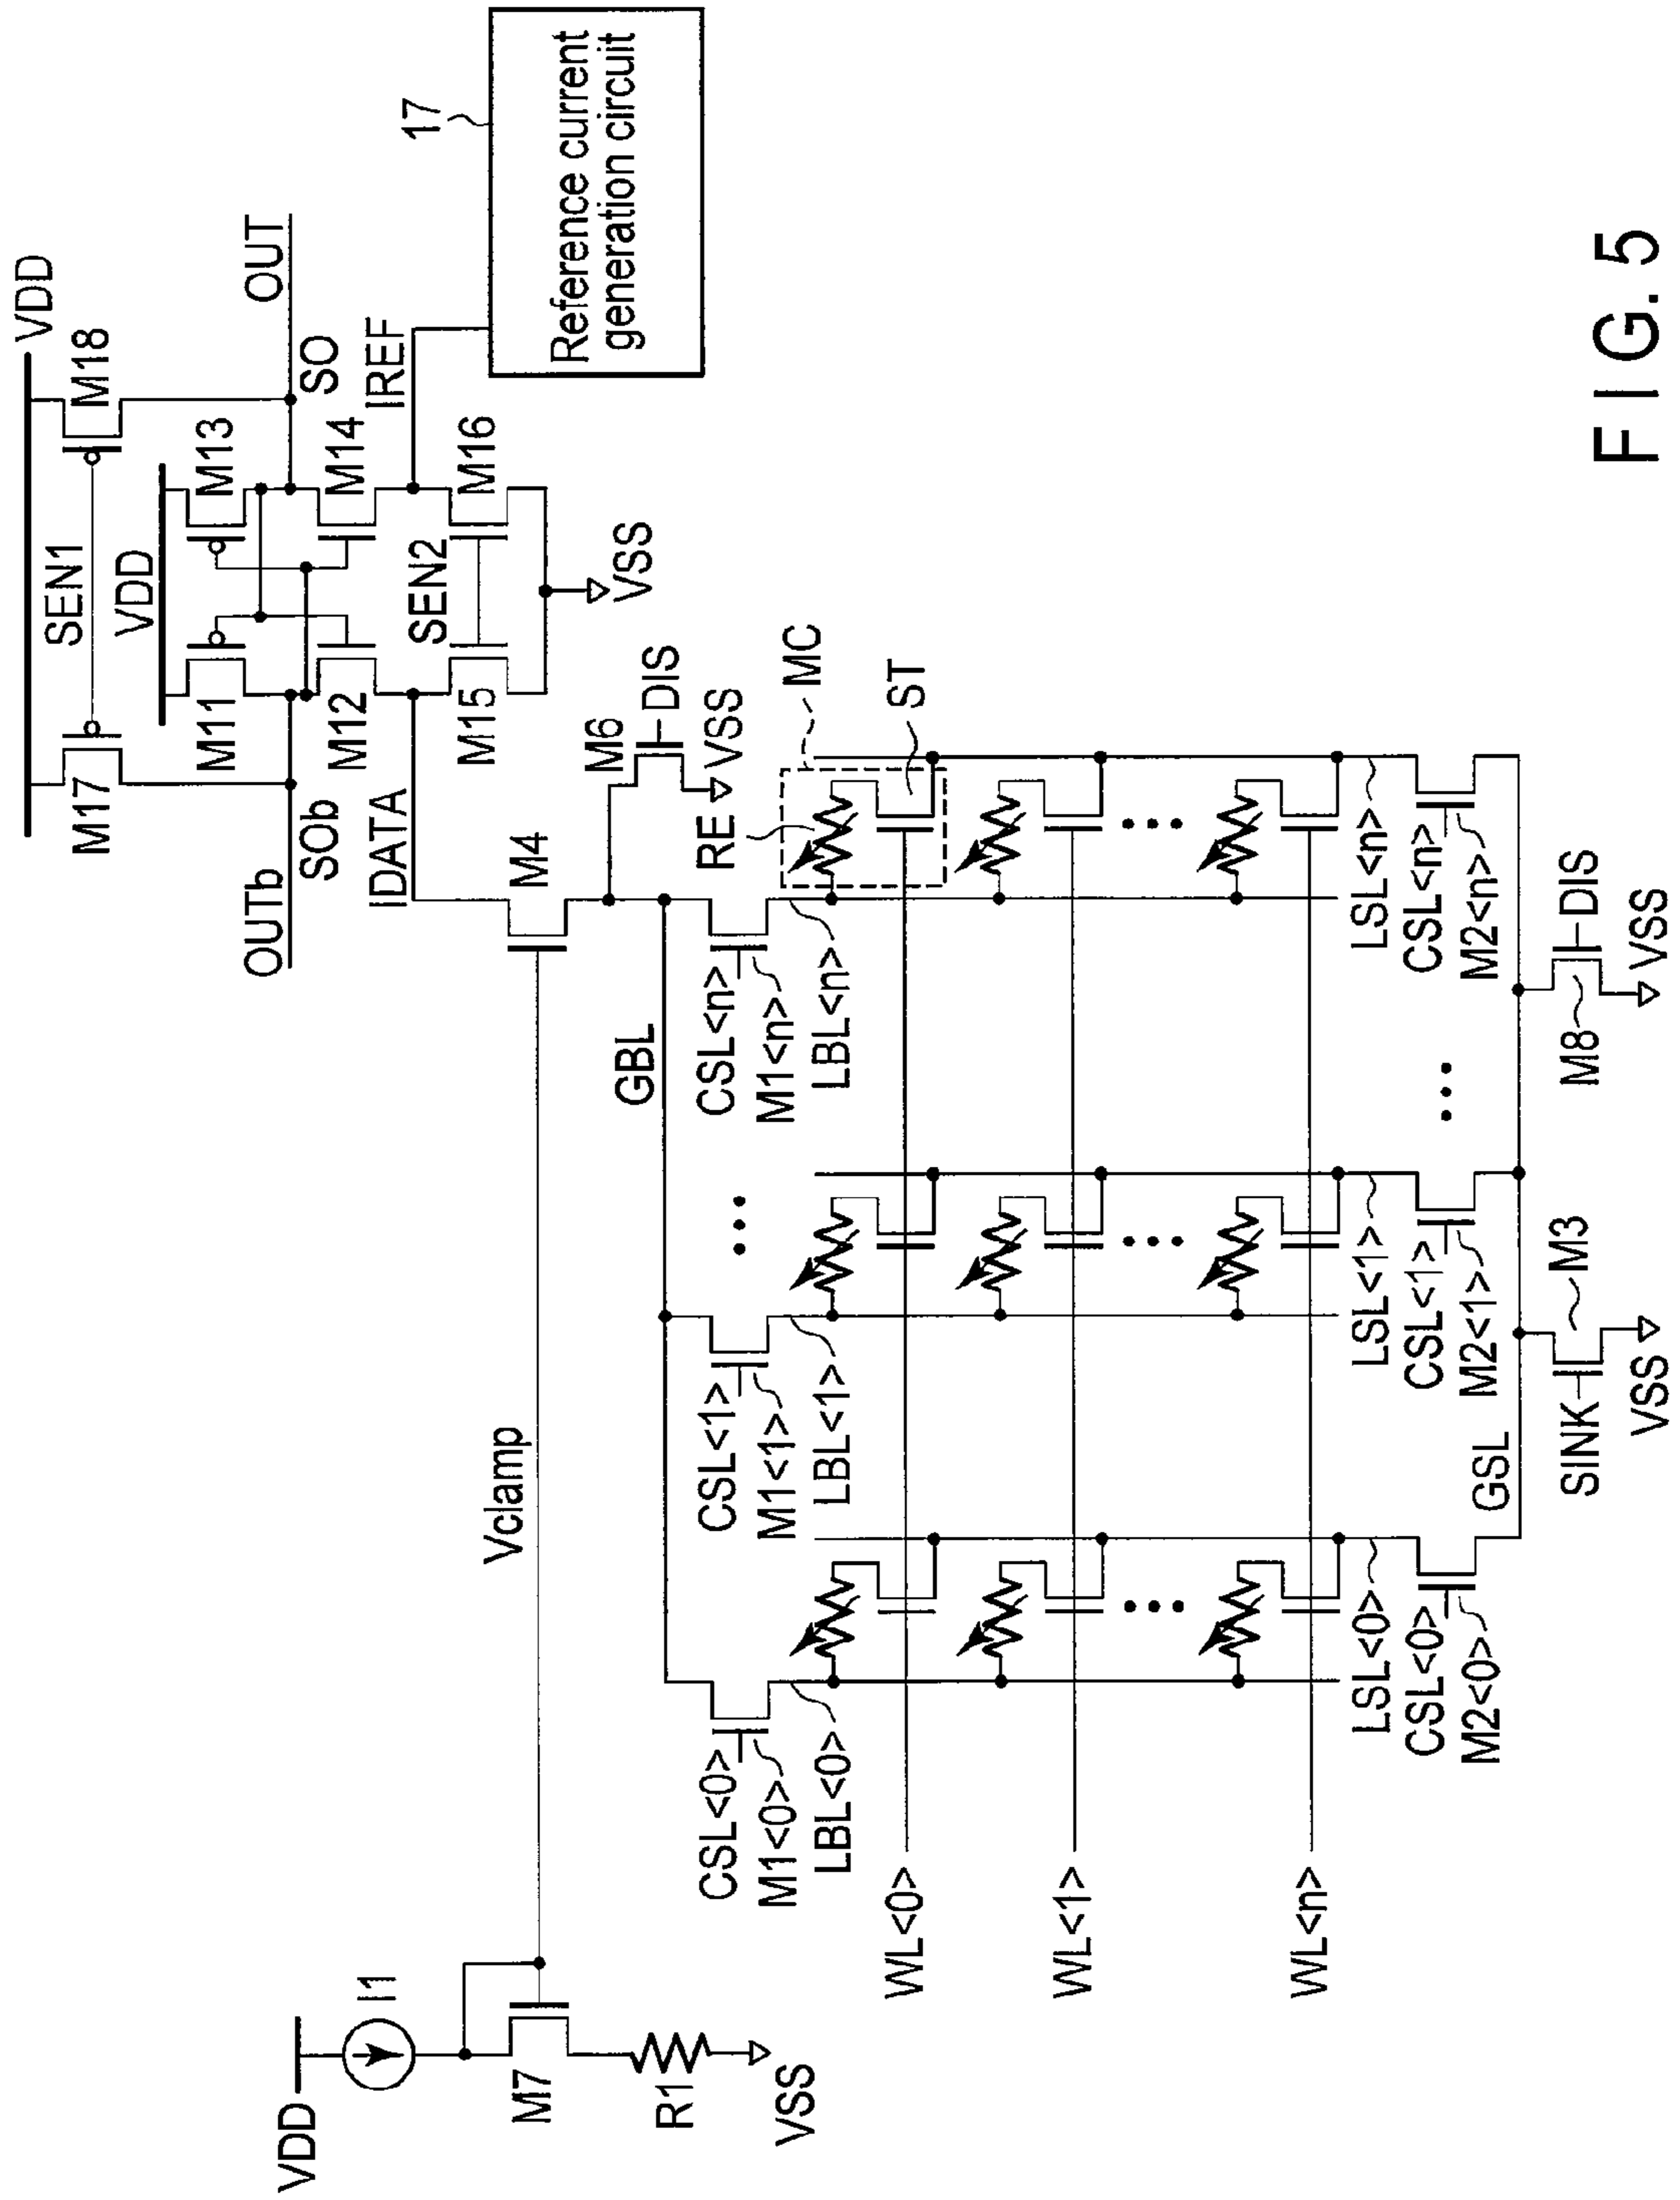 VDD
SEN1
M17
M18
VDD
M11
M13
OUTb
SOb
SO
OUT
M12
M14
IDATA
IREF
17
Reference current
generation circuit
M15
SEN2
M16
VSS
VDD
I1
M7
R1
VSS
Vclamp
M4
M6
DIS
VSS
GBL
CSL<0>
M1<0>
LBL<0>
CSL<1>
M1<1>
LBL<1>
CSL<n>
M1<n>
LBL<n>
RE
MC
ST
WL<0>
WL<1>
WL<n>
LSL<0>
CSL<0>
M2<0>
LSL<1>
CSL<1>
M2<1>
LSL<n>
CSL<n>
M2<n>
GSL
SINK
M3
VSS
M8
DIS
VSS
FIG. 5